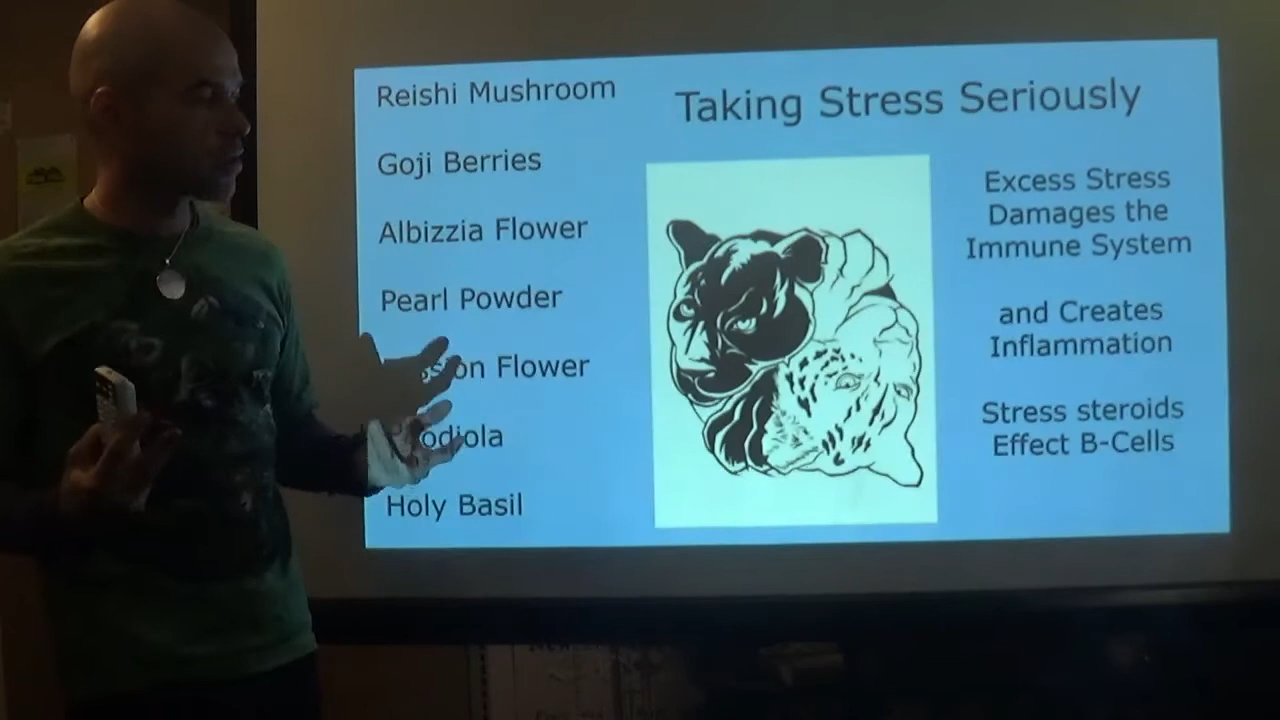 Reishi Mushroom
Goji Berries
Albizzia Flower
Pearl Powder
Flower
Holy Basil
Taking Stress Seriously
Excess Stress
Damages the
Immune System
and Creates
Inflammation
Stress steroids
Effect B-Cells